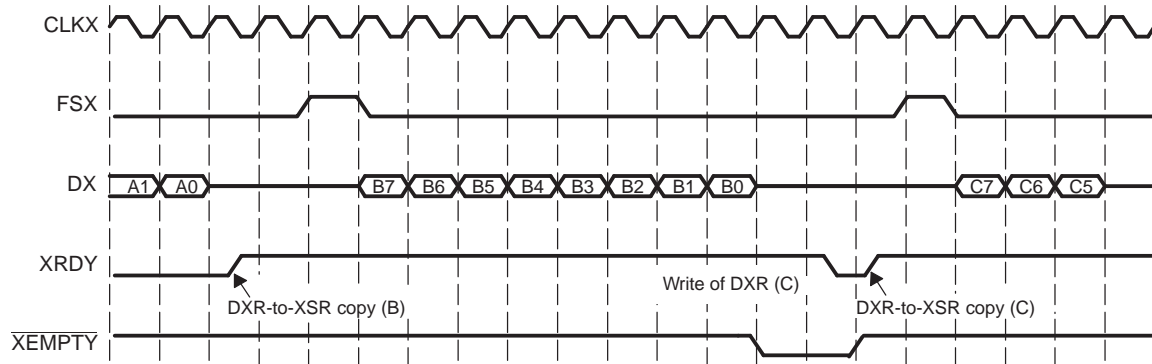 CLKX
FSX
DX
A1 A0 B7 B6 B5 B4 B3 B2 B1 B0 C7 C6 C5
XRDY
Write of DXR (C)
DXR-to-XSR copy (B)
DXR-to-XSR copy (C)
XEMPTY